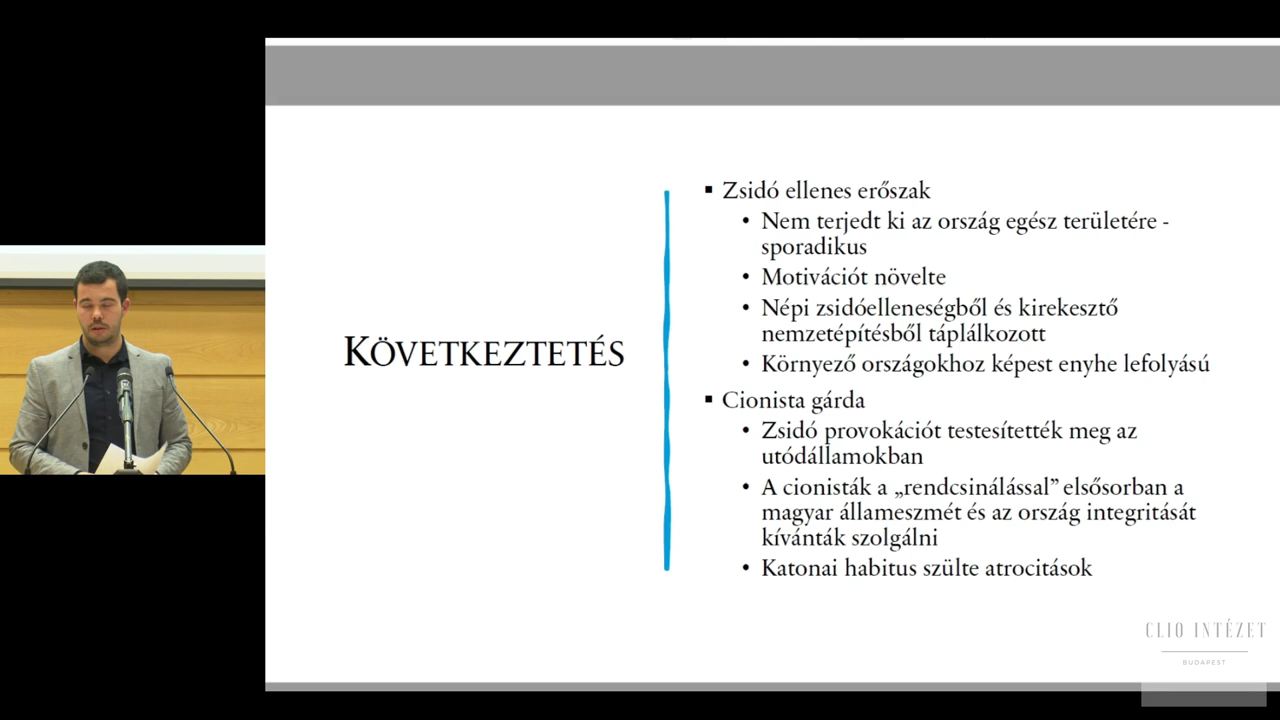 KÖVETKEZTETÉS
▪ Zsidó ellenes erőszak
• Nem terjedt ki az ország egész területére -
sporadikus
• Motivációt növelte
• Népi zsidóelleneségből és kirekesztő
nemzetépítésből táplálkozott
• Környező országokhoz képest enyhe lefolyású
▪ Cionista gárda
• Zsidó provokációt testesítették meg az
utódállamokban
• A cionisták a „rendcsinálással” elsősorban a
magyar állameszmét és az ország integritását
kívánták szolgálni
• Katonai habitus szülte atrocitások
CLIO INTÉZET
BUDAPEST